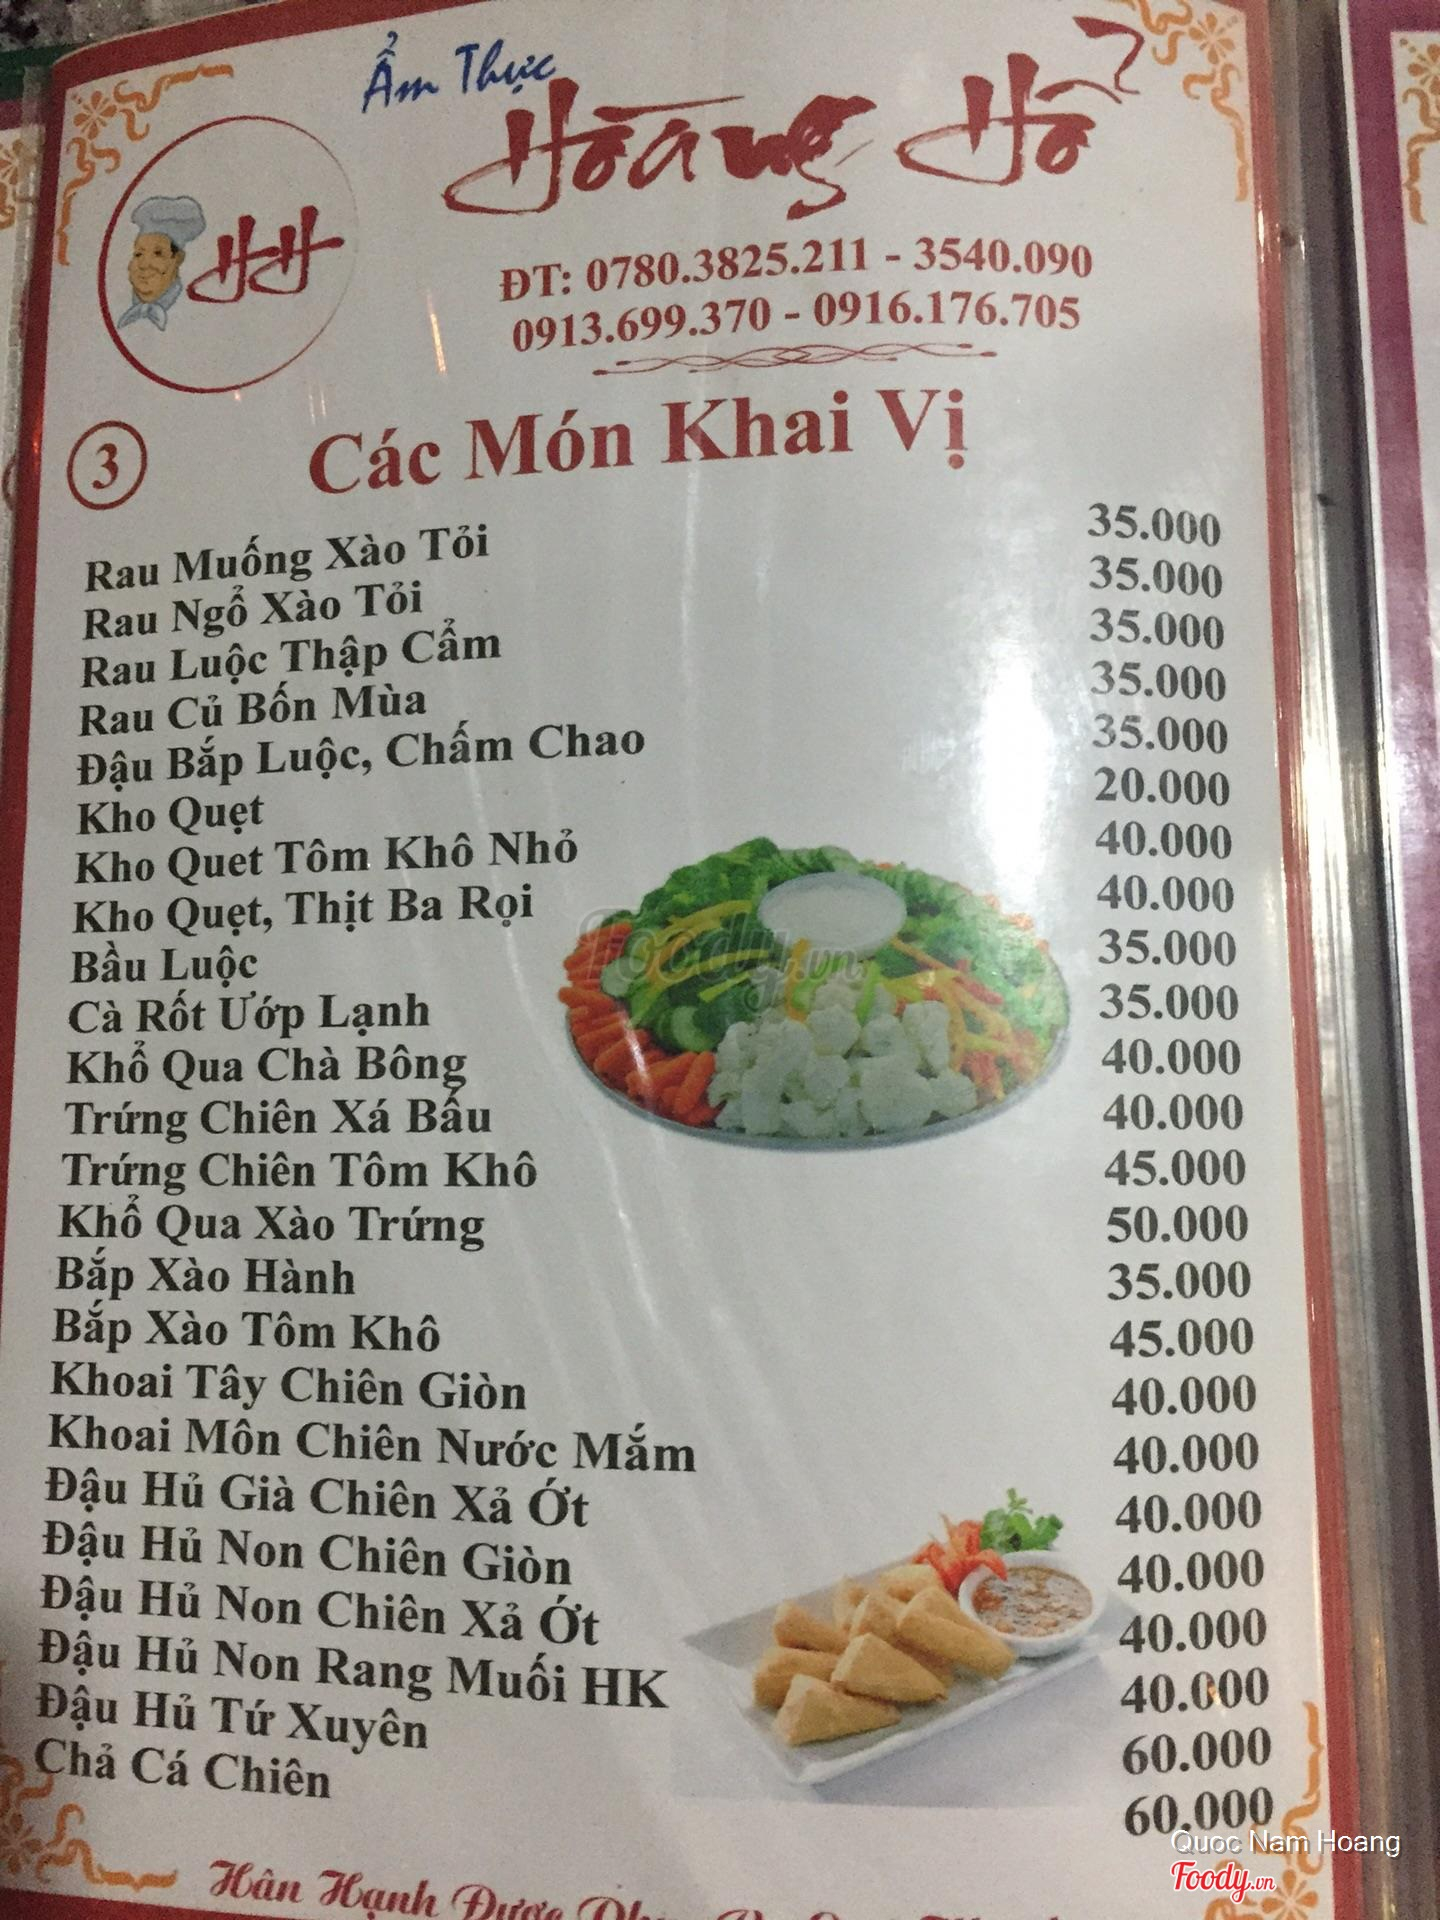 Ẩm Thực
Hoàng Hổ
HH
ĐT: 0780.3825.211 - 3540.090
0913.699.370 - 0916.176.705
3 Các Món Khai Vị
Rau Muống Xào Tỏi 35.000
Rau Ngổ Xào Tỏi 35.000
Rau Luộc Thập Cẩm 35.000
Rau Củ Bốn Mùa 35.000
Đậu Bắp Luộc, Chấm Chao 35.000
Kho Quẹt 20.000
Kho Quet Tôm Khô Nhỏ 40.000
Kho Quẹt, Thịt Ba Rọi 40.000
Bầu Luộc 35.000
Cà Rốt Ướp Lạnh 35.000
Khổ Qua Chà Bông 40.000
Trứng Chiên Xá Bấu 40.000
Trứng Chiên Tôm Khô 45.000
Khổ Qua Xào Trứng 50.000
Bắp Xào Hành 35.000
Bắp Xào Tôm Khô 45.000
Khoai Tây Chiên Giòn 40.000
Khoai Môn Chiên Nước Mắm 40.000
Đậu Hủ Già Chiên Xả Ớt 40.000
Đậu Hủ Non Chiên Giòn 40.000
Đậu Hủ Non Chiên Xả Ớt 40.000
Đậu Hủ Non Rang Muối HK 40.000
Đậu Hủ Tứ Xuyên 60.000
Chả Cá Chiên 60.000
Hân Hạnh Được
Foody.vn
Quoc Nam Hoang
Foody.vn